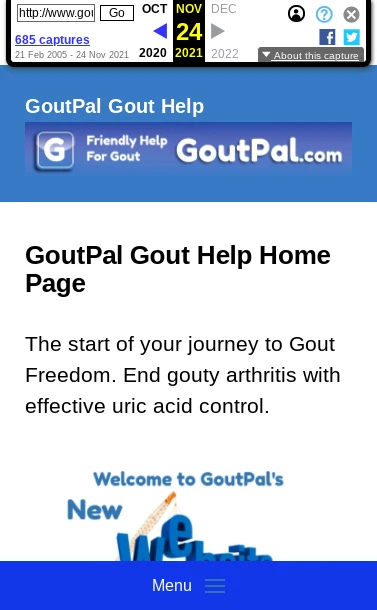 http://www.gou Go OCT NOV DEC
685 captures 24
21 Feb 2005 - 24 Nov 2021 2020 2021 2022 About this capture
GoutPal Gout Help
G Friendly Help
For Gout
GoutPal.com
GoutPal Gout Help Home
Page
The start of your journey to Gout
Freedom. End gouty arthritis with
effective uric acid control.
Welcome to GoutPal's
New
Website
Menu